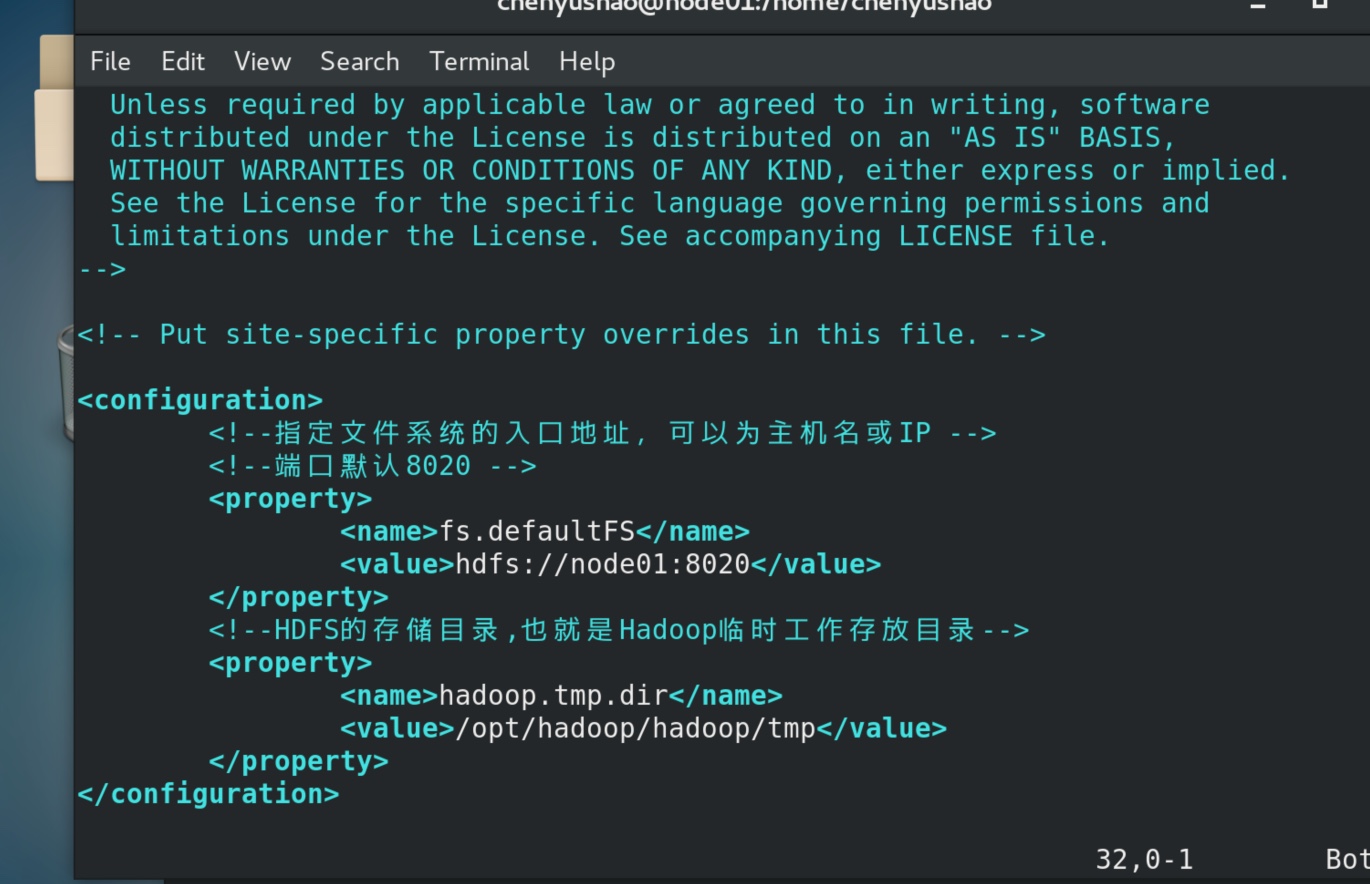 chenyushao@node01:/home/chenyushao
File Edit View Search Terminal Help
Unless required by applicable law or agreed to in writing, software
distributed under the License is distributed on an "AS IS" BASIS,
WITHOUT WARRANTIES OR CONDITIONS OF ANY KIND, either express or implied.
See the License for the specific language governing permissions and
limitations under the License. See accompanying LICENSE file.
-->
<!-- Put site-specific property overrides in this file. -->
<configuration>
<!--指定文件系统的入口地址, 可以为主机名或IP -->
<!--端口默认8020 -->
<property>
<name>fs.defaultFS</name>
<value>hdfs://node01:8020</value>
</property>
<!--HDFS的存储目录,也就是Hadoop临时工作存放目录-->
<property>
<name>hadoop.tmp.dir</name>
<value>/opt/hadoop/hadoop/tmp</value>
</property>
</configuration>
32,0-1 Bot